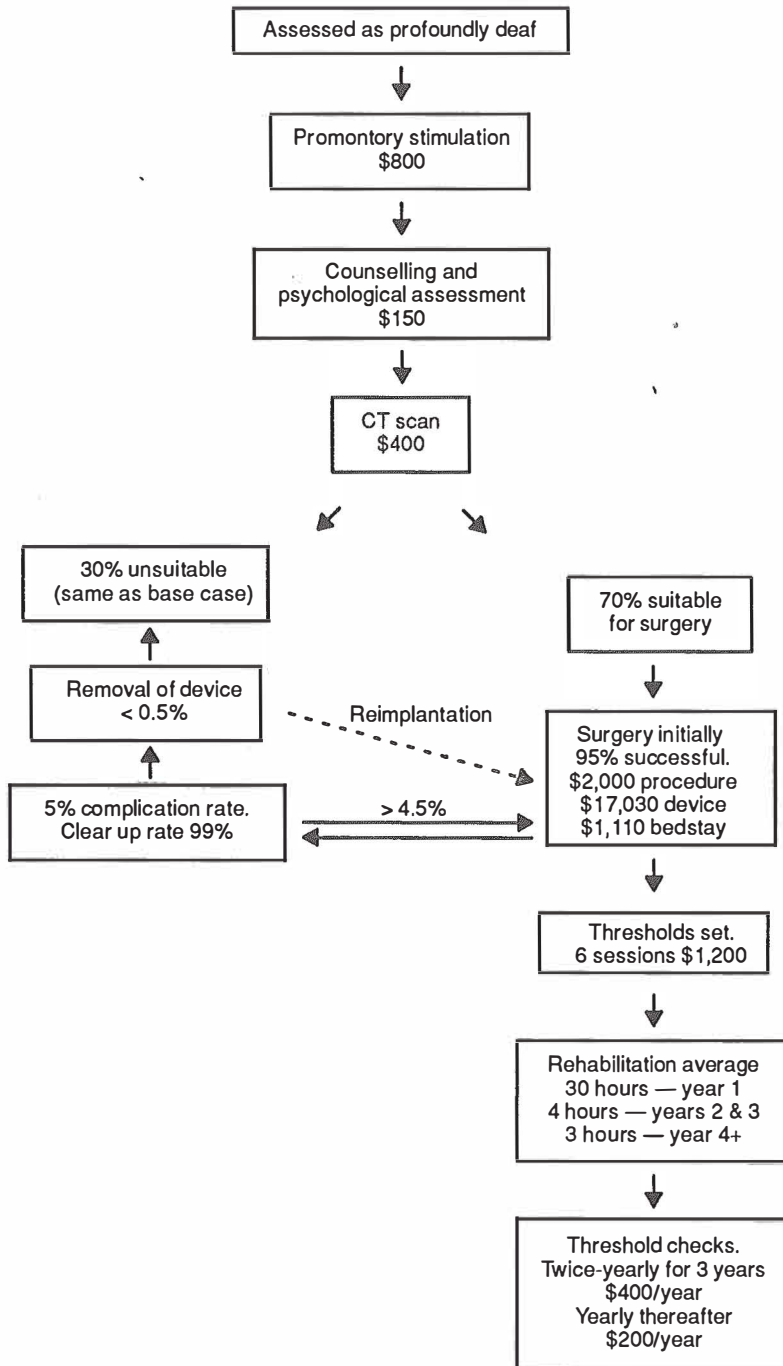 Assessed as profoundly deaf
Promontory stimulation
$800
Counselling and
psychological assessment
$150
CT scan
$400
30% unsuitable
(same as base case)
70% suitable
for surgery
Removal of device
< 0.5%
Reimplantation
Surgery initially
95% successful.
$2,000 procedure
$17,030 device
$1,110 bedstay
5% complication rate.
Clear up rate 99%
> 4.5%
Thresholds set.
6 sessions $1,200
Rehabilitation average
30 hours — year 1
4 hours — years 2 & 3
3 hours — year 4+
Threshold checks.
Twice-yearly for 3 years
$400/year
Yearly thereafter
$200/year